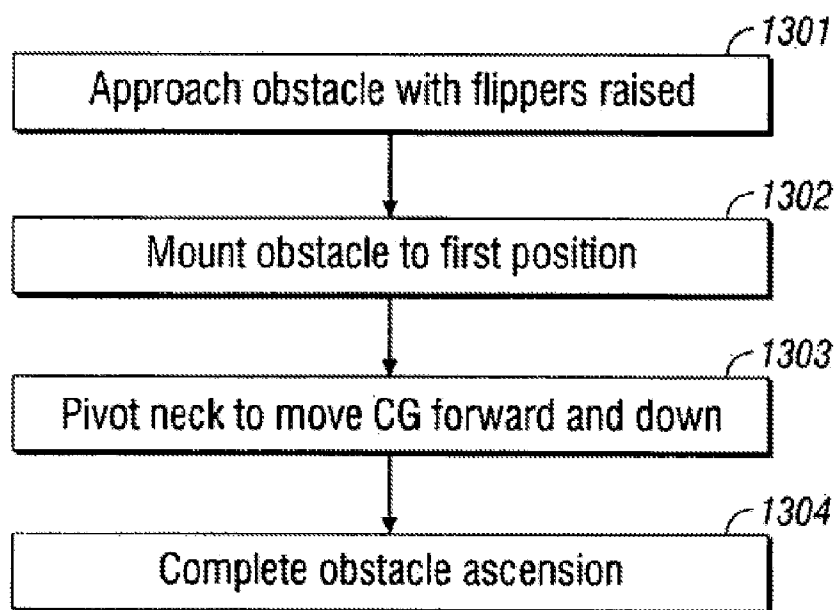 1301
Approach obstacle with flippers raised
1302
Mount obstacle to first position
1303
Pivot neck to move CG forward and down
1304
Complete obstacle ascension